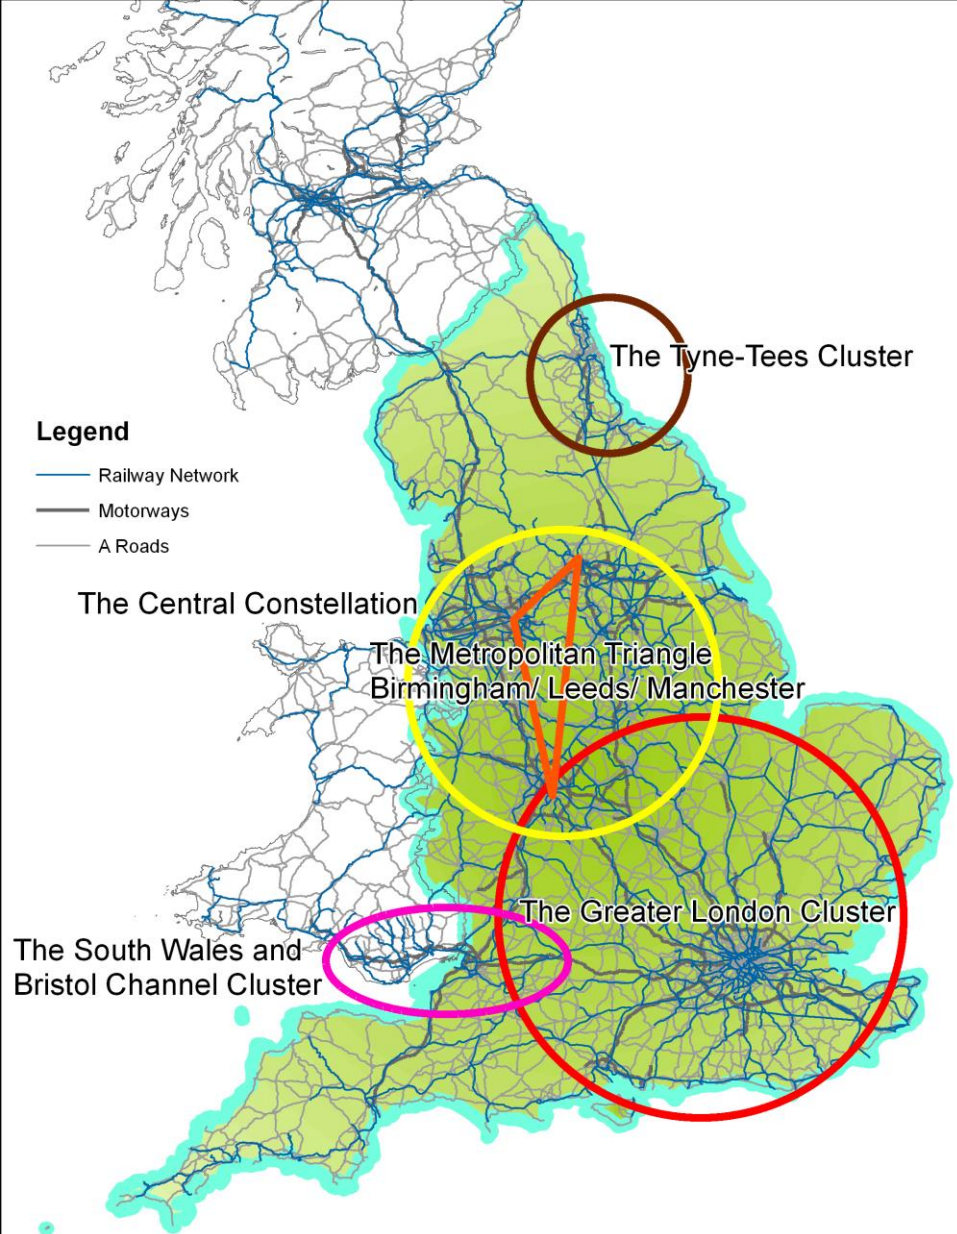 The Tyne-Tees Cluster
Legend
Railway Network
Motorways
A Roads
The Central Constellation
The Metropolitan Triangle
Birmingham/ Leeds/ Manchester
The Greater London Cluster
The South Wales and
Bristol Channel Cluster